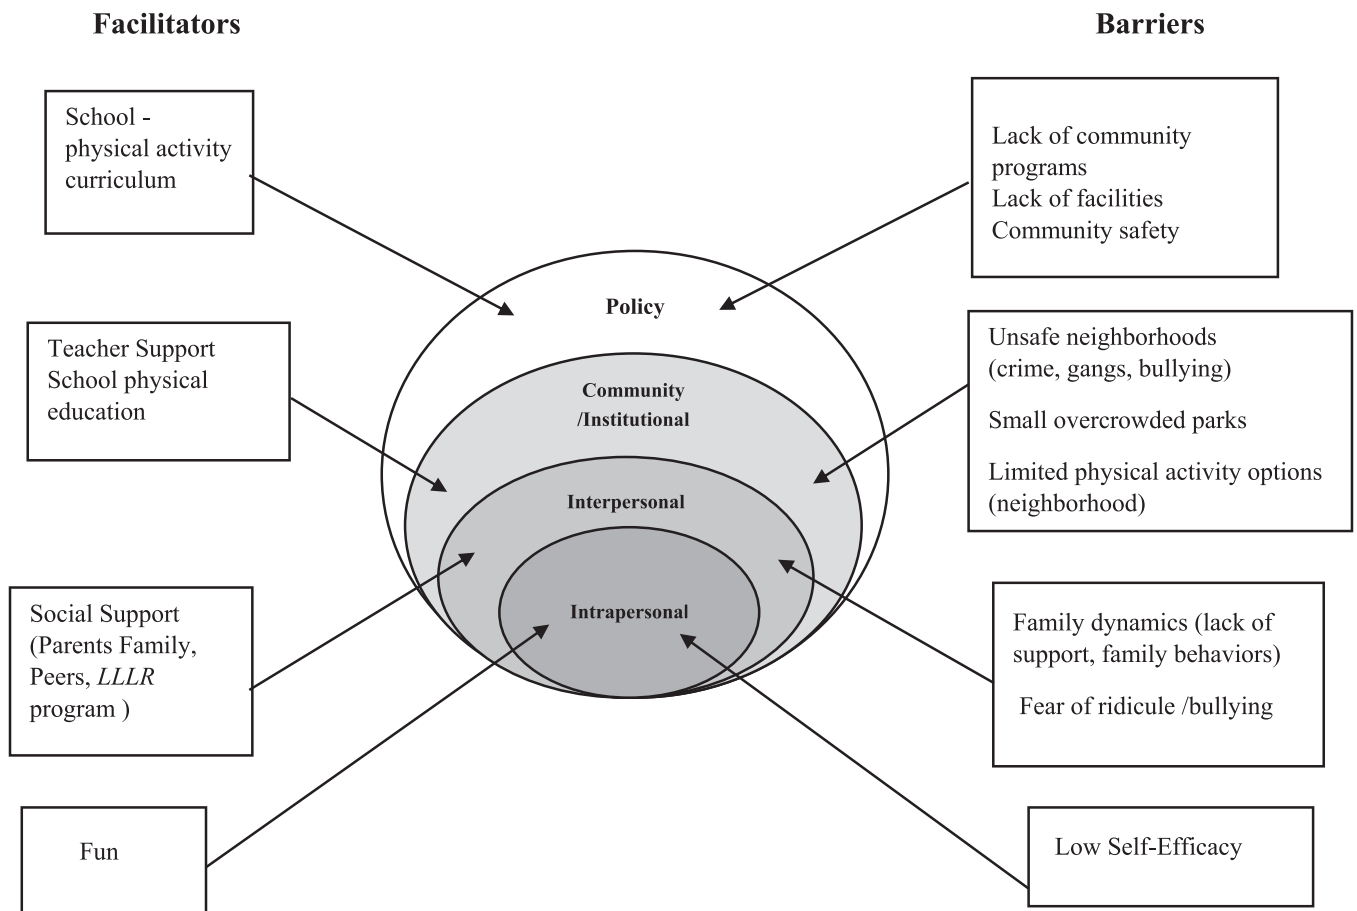 Facilitators
Barriers
School -
physical activity
curriculum
Lack of community
programs
Lack of facilities
Community safety
Policy
Teacher Support
School physical
education
Unsafe neighborhoods
(crime, gangs, bullying)
Small overcrowded parks
Limited physical activity options
(neighborhood)
Community
/Institutional
Interpersonal
Intrapersonal
Social Support
(Parents Family,
Peers, LLLR
program )
Family dynamics (lack of
support, family behaviors)
Fear of ridicule /bullying
Fun
Low Self-Efficacy